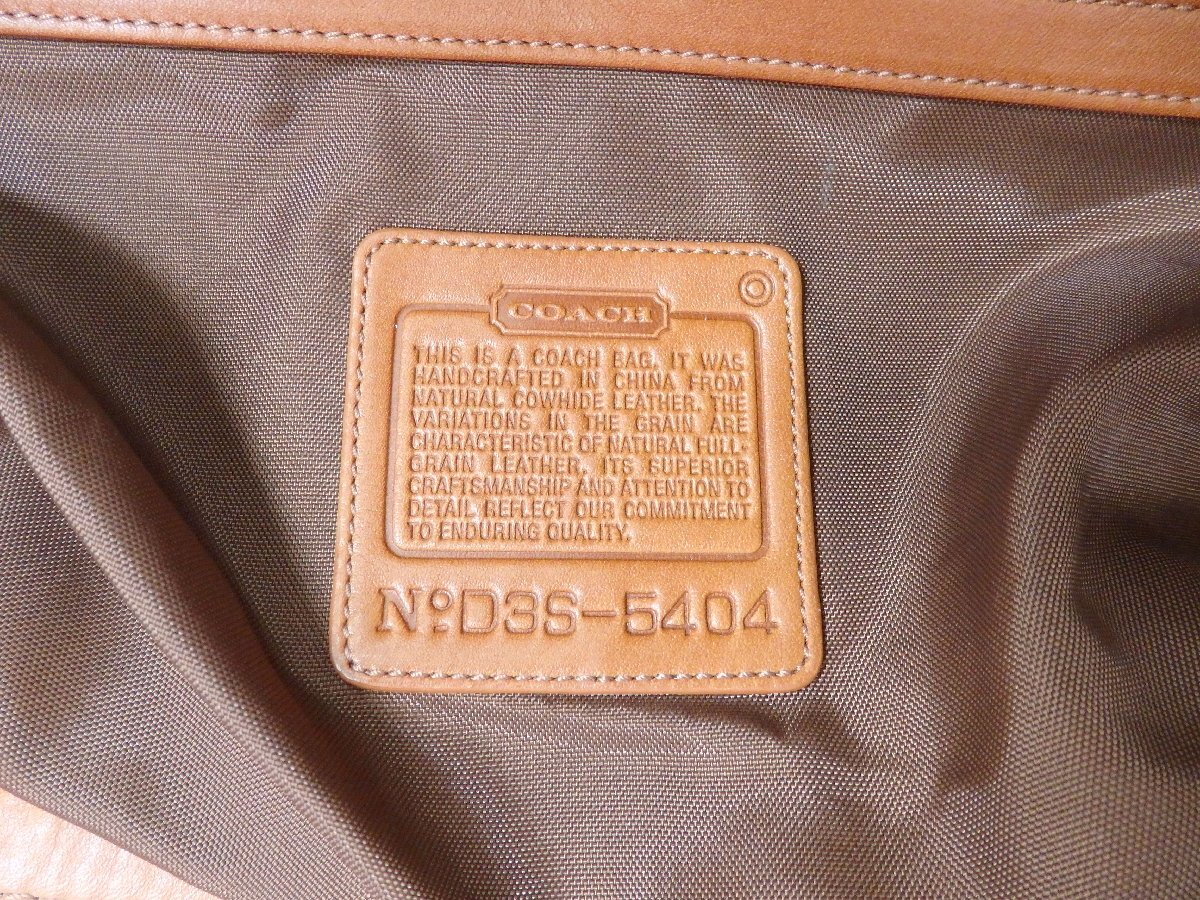 COACH
THIS IS A COACH BAG. IT WAS
HANDCRAFTED IN CHINA FROM
NATURAL COWHIDE LEATHER. THE
VARIATIONS IN THE GRAIN ARE
CHARACTERISTIC OF NATURAL FULL-
GRAIN LEATHER. ITS SUPERIOR
CRAFTSMANSHIP AND ATTENTION TO
DETAIL REFLECT OUR COMMITMENT
TO ENDURING QUALITY.
Nº D3S-5404